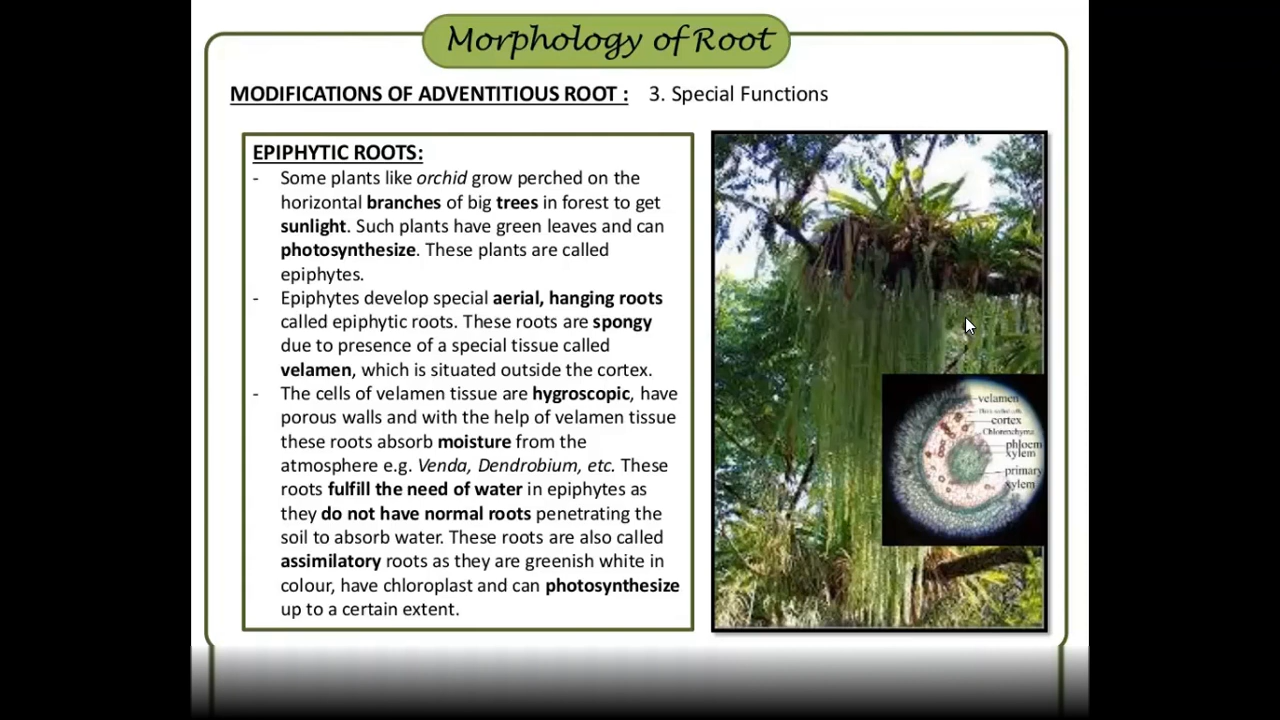 Morphology of Root
MODIFICATIONS OF ADVENTITIOUS ROOT : 3. Special Functions
EPIPHYTIC ROOTS:
- Some plants like orchid grow perched on the
horizontal branches of big trees in forest to get
sunlight. Such plants have green leaves and can
photosynthesize. These plants are called
epiphytes.
- Epiphytes develop special aerial, hanging roots
called epiphytic roots. These roots are spongy
due to presence of a special tissue called
velamen, which is situated outside the cortex.
- The cells of velamen tissue are hygroscopic, have
porous walls and with the help of velamen tissue
these roots absorb moisture from the
atmosphere e.g. Venda, Dendrobium, etc. These
roots fulfill the need of water in epiphytes as
they do not have normal roots penetrating the
soil to absorb water. These roots are also called
assimilatory roots as they are greenish white in
colour, have chloroplast and can photosynthesize
up to a certain extent.
velamen
cortex
Chlorenchyma
phloem
xylem
primary
xylem